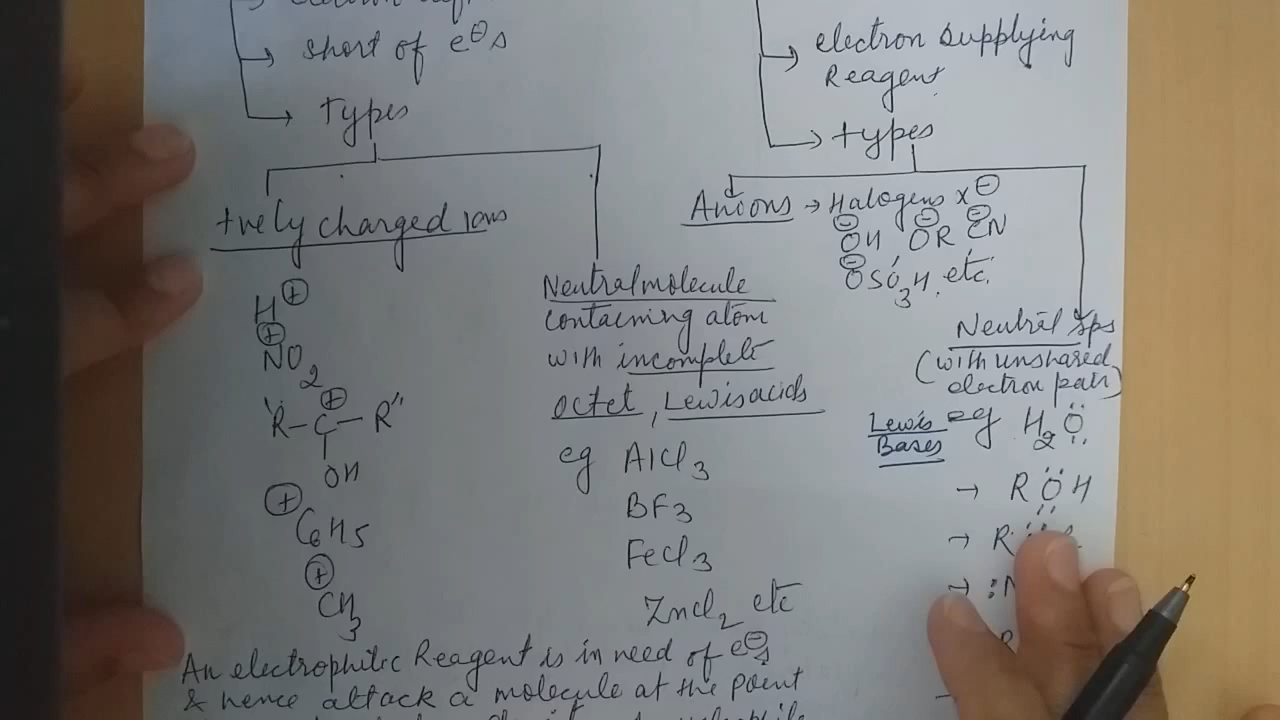 short of e⊖s
types
+vely charged ions
H⊕
⊕NO2
'R-C⊕-R''
OH
⊕C6H5
⊕CH3
Neutral molecule
containing atom
with incomplete
octet, Lewis acids
eg AlCl3
BF3
FeCl3
ZnCl2 etc
An electrophilic Reagent is in need of e⊖s
& hence attack a molecule at the point
electron supplying
Reagent
types
Anions → Halogens X⊖
⊖OH ⊖OR ⊖CN
⊖OSO3H, etc.
Neutral sps
(with unshared
electron pair)
Lewis Bases eg H2O
→ ROH
→ R
→ :N